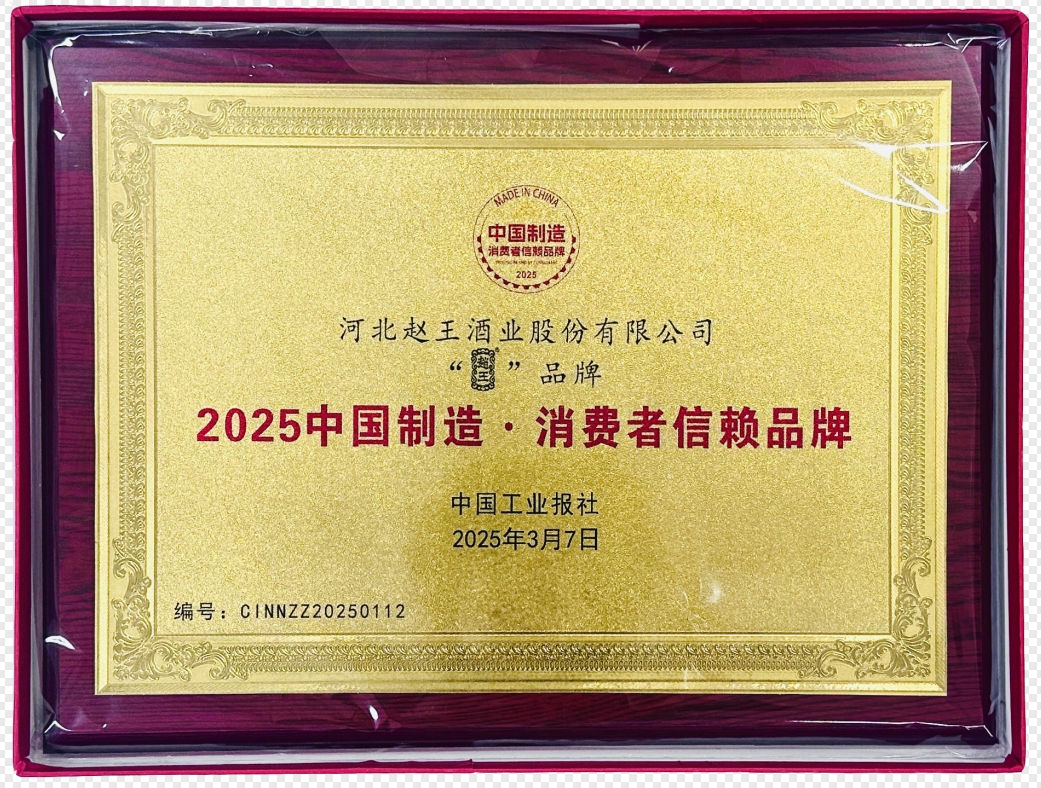 MADE IN CHINA
中国制造
消费者信赖品牌
2025
河北赵王酒业股份有限公司
“赵王”品牌
2025中国制造·消费者信赖品牌
中国工业报社
2025年3月7日
编号：CINNZZ20250112